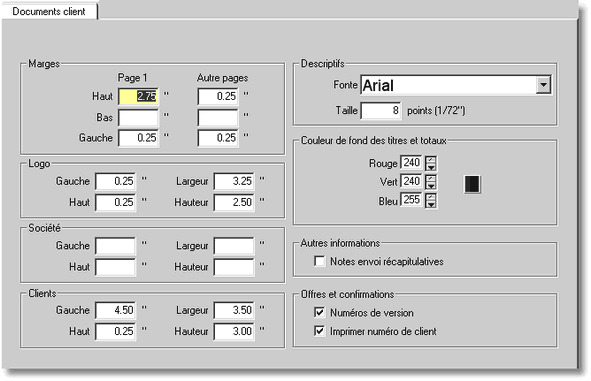 Documents client
Marges
Page 1 Autre pages
Haut 2.75 " 0.25 "
Bas " "
Gauche 0.25 " 0.25 "
Logo
Gauche 0.25 " Largeur 3.25 "
Haut 0.25 " Hauteur 2.50 "
Société
Gauche " Largeur "
Haut " Hauteur "
Clients
Gauche 4.50 " Largeur 3.50 "
Haut 0.25 " Hauteur 3.00 "
Descriptifs
Fonte Arial
Taille 8 points (1/72")
Couleur de fond des titres et totaux
Rouge 240
Vert 240
Bleu 255
Autres informations
Notes envoi récapitulatives
Offres et confirmations
Numéros de version
Imprimer numéro de client